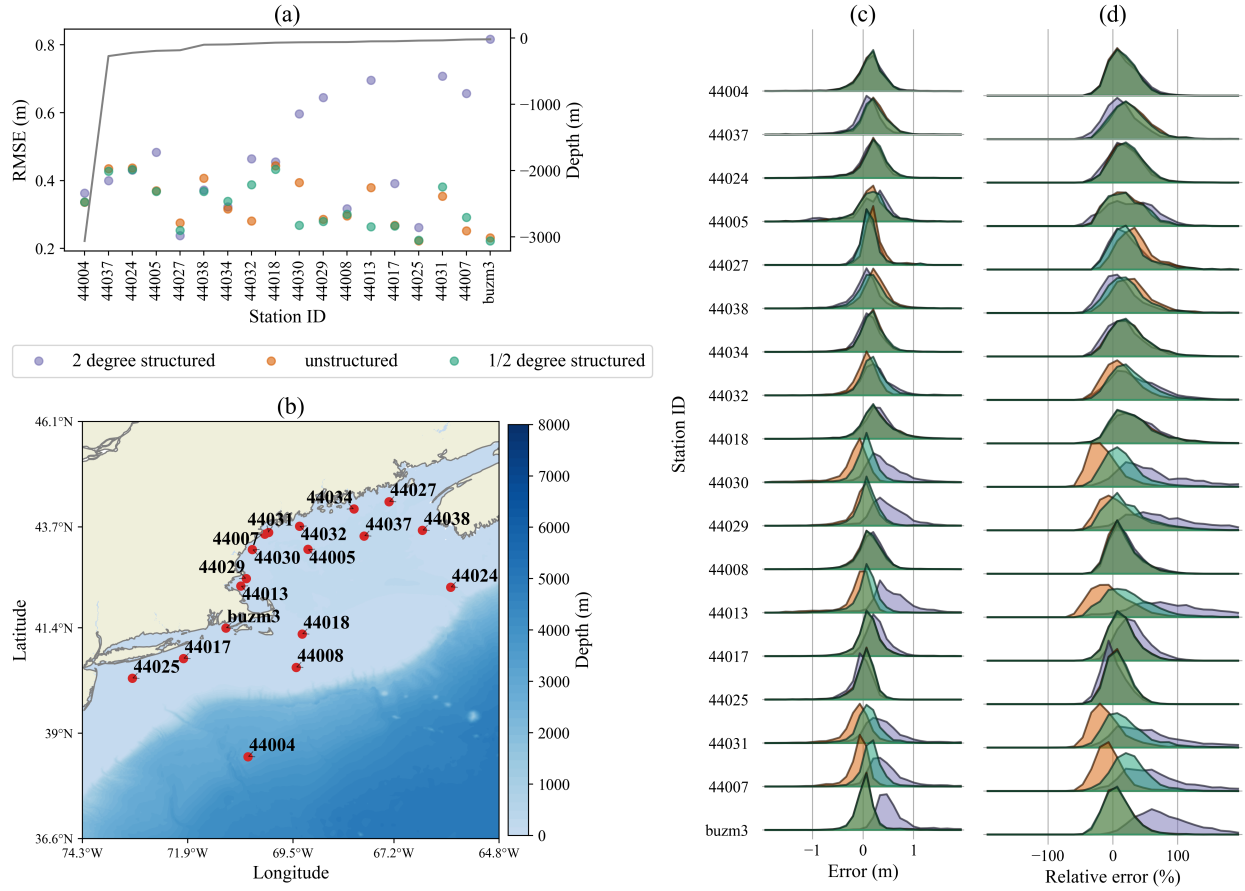 (a)
RMSE (m)
0.8
0.6
0.4
0.2
0
−1000
−2000
−3000
Depth (m)
44004
44037
44024
44005
44027
44038
44034
44032
44018
44030
44029
44008
44013
44017
44025
44031
44007
buzm3
Station ID
2 degree structured
unstructured
1/2 degree structured
(b)
46.1°N
43.7°N
41.4°N
39°N
36.6°N
Latitude
74.3°W
71.9°W
69.5°W
67.2°W
64.8°W
Longitude
44027
44034
44031
44038
44037
44007
44032
44030
44005
44029
44024
44013
buzm3
44018
44017
44008
44025
44004
8000
7000
6000
5000
4000
3000
2000
1000
0
Depth (m)
(c)
Station ID
44004
44037
44024
44005
44027
44038
44034
44032
44018
44030
44029
44008
44013
44017
44025
44031
44007
buzm3
−1
0
1
Error (m)
(d)
−100
0
100
Relative error (%)